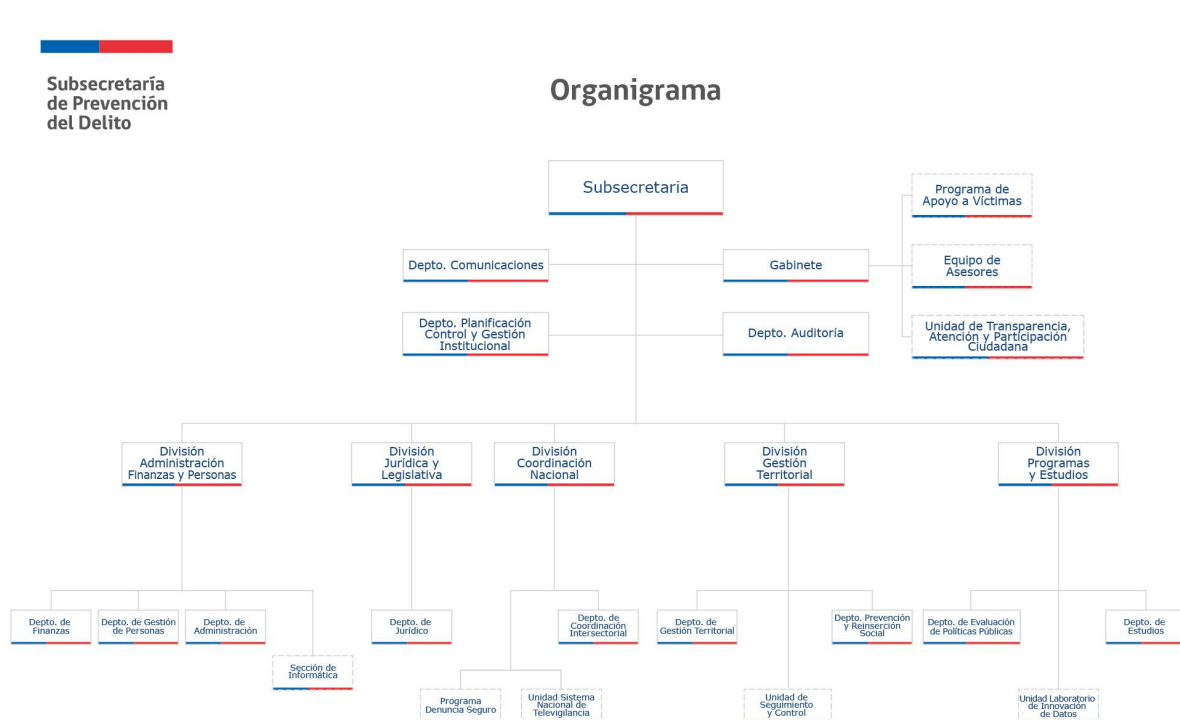 Subsecretaría
de Prevención
del Delito
Organigrama
Subsecretaria
Programa de
Apoyo a Víctimas
Depto. Comunicaciones
Gabinete
Equipo de
Asesores
Depto. Planificación
Control y Gestión
Institucional
Depto. Auditoría
Unidad de Transparencia,
Atención y Participación
Ciudadana
División
Administración
Finanzas y Personas
División
Jurídica y
Legislativa
División
Coordinación
Nacional
División
Gestión
Territorial
División
Programas
y Estudios
Depto. de
Finanzas
Depto. de Gestión
de Personas
Depto. de
Administración
Depto. de
Jurídico
Depto. de
Coordinación
Intersectorial
Depto. de
Gestión Territorial
Depto. Prevención
y Reinserción
Social
Depto. de Evaluación
de Políticas Públicas
Depto. de
Estudios
Sección de
Informática
Programa
Denuncia Seguro
Unidad Sistema
Nacional de
Televigilancia
Unidad de
Seguimiento
y Control
Unidad Laboratorio
de Innovación
de Datos